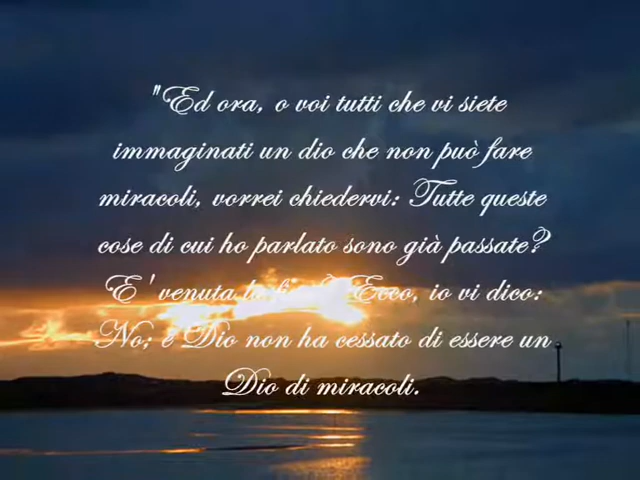 "Ed ora, o voi tutti che vi siete
immaginati un dio che non può fare
miracoli, vorrei chiedervi: Tutte queste
cose di cui ho parlato sono già passate?
E' venuta la fine? Ecco, io vi dico:
No; e Dio non ha cessato di essere un
Dio di miracoli.